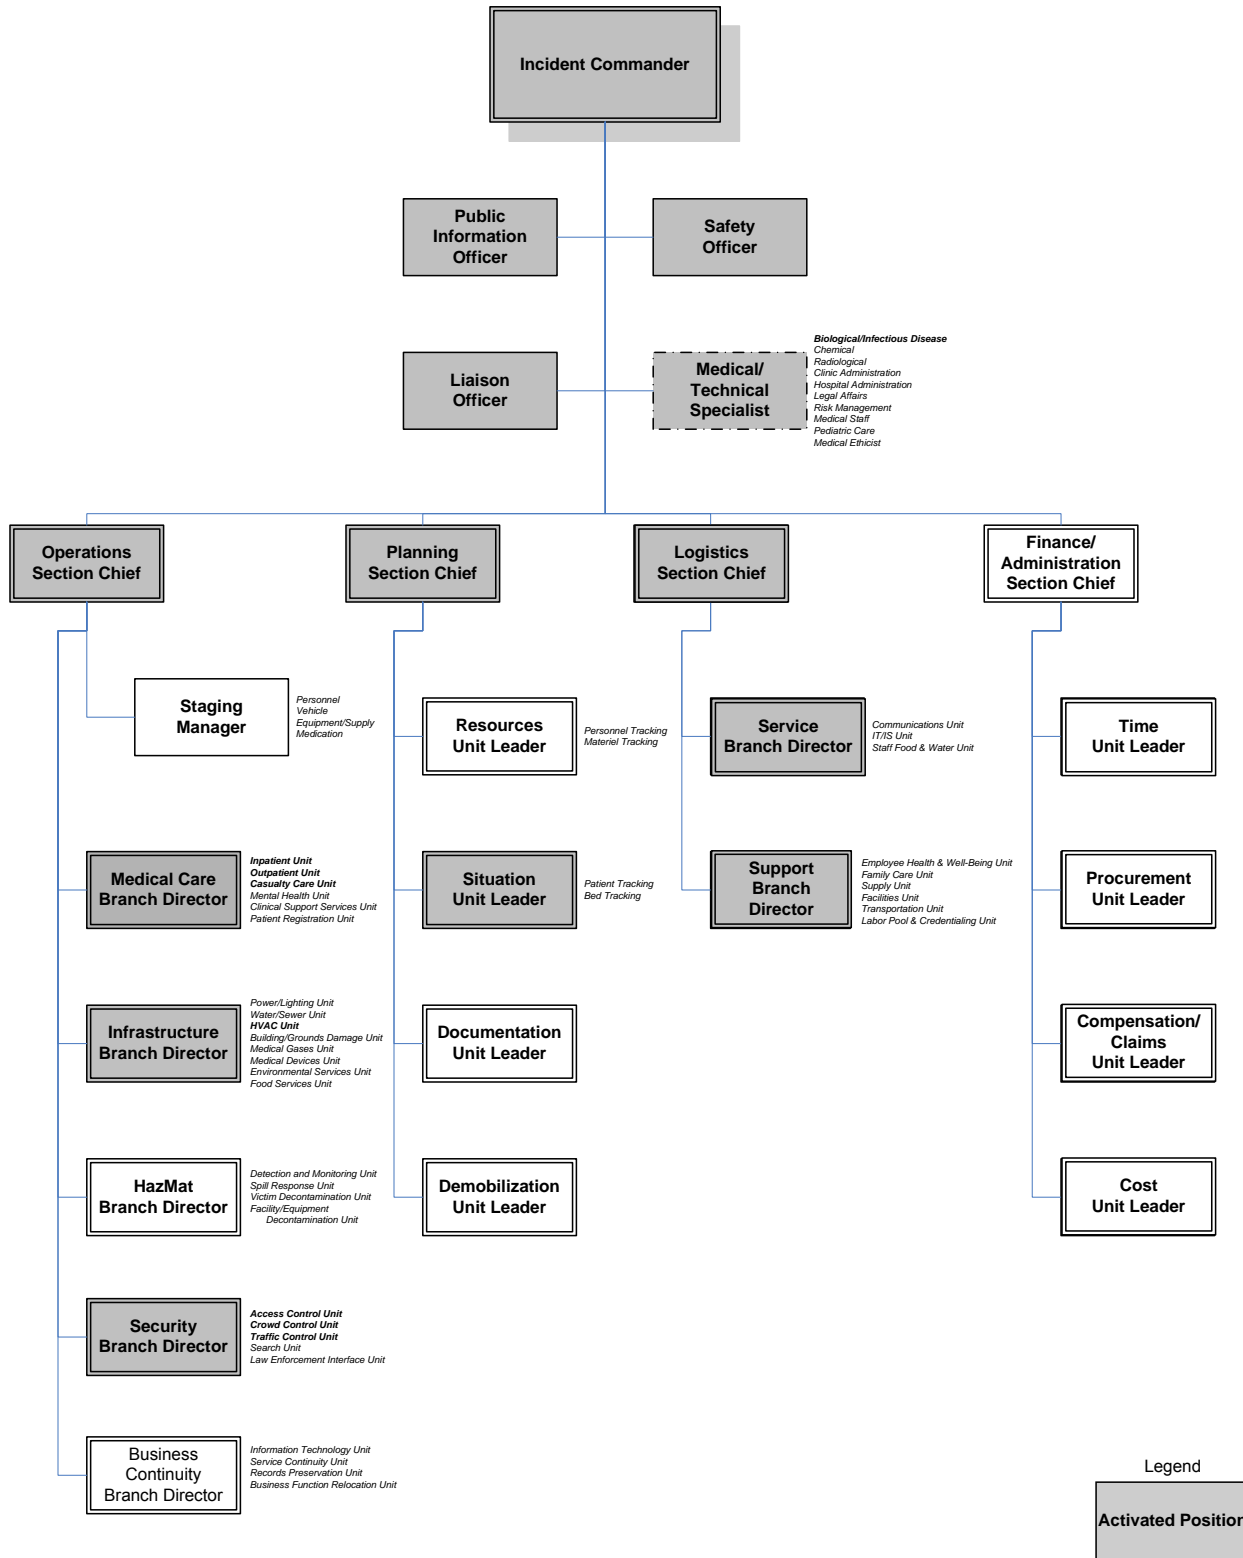 Incident Commander
Public
Information
Officer
Safety
Officer
Liaison
Officer
Medical/
Technical
Specialist
Biological/Infectious Disease
Chemical
Radiological
Clinic Administration
Hospital Administration
Legal Affairs
Risk Management
Medical Staff
Pediatric Care
Medical Ethicist
Operations
Section Chief
Planning
Section Chief
Logistics
Section Chief
Finance/
Administration
Section Chief
Staging
Manager
Personnel
Vehicle
Equipment/Supply
Medication
Resources
Unit Leader
Personnel Tracking
Materiel Tracking
Service
Branch Director
Communications Unit
IT/IS Unit
Staff Food & Water Unit
Time
Unit Leader
Medical Care
Branch Director
Inpatient Unit
Outpatient Unit
Casualty Care Unit
Mental Health Unit
Clinical Support Services Unit
Patient Registration Unit
Situation
Unit Leader
Patient Tracking
Bed Tracking
Support
Branch
Director
Employee Health & Well-Being Unit
Family Care Unit
Supply Unit
Facilities Unit
Transportation Unit
Labor Pool & Credentialing Unit
Procurement
Unit Leader
Infrastructure
Branch Director
Power/Lighting Unit
Water/Sewer Unit
HVAC Unit
Building/Grounds Damage Unit
Medical Gases Unit
Medical Devices Unit
Environmental Services Unit
Food Services Unit
Documentation
Unit Leader
Compensation/
Claims
Unit Leader
HazMat
Branch Director
Detection and Monitoring Unit
Spill Response Unit
Victim Decontamination Unit
Facility/Equipment
Decontamination Unit
Demobilization
Unit Leader
Cost
Unit Leader
Security
Branch Director
Access Control Unit
Crowd Control Unit
Traffic Control Unit
Search Unit
Law Enforcement Interface Unit
Business
Continuity
Branch Director
Information Technology Unit
Service Continuity Unit
Records Preservation Unit
Business Function Relocation Unit
Legend
Activated Position